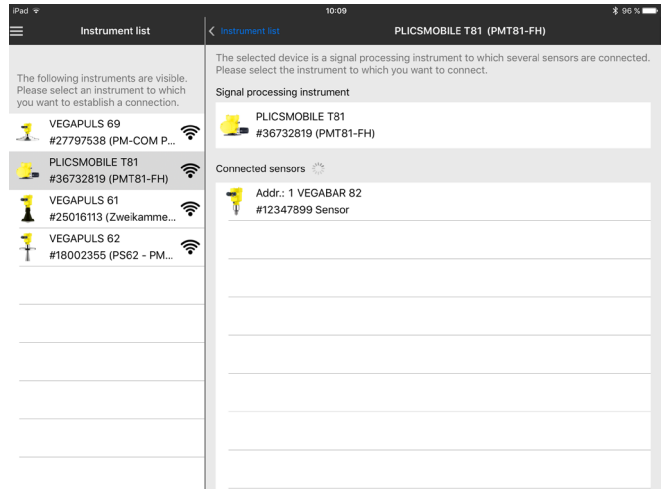 iPad
10:09
96 %
Instrument list
Instrument list
PLICSMOBILE T81 (PMT81-FH)
The following instruments are visible.
Please select an instrument to which
you want to establish a connection.
VEGAPULS 69
#27797538 (PM-COM P...
PLICSMOBILE T81
#36732819 (PMT81-FH)
VEGAPULS 61
#25016113 (Zweikamme...
VEGAPULS 62
#18002355 (PS62 - PM...
The selected device is a signal processing instrument to which several sensors are connected.
Please select the instrument to which you want to connect.
Signal processing instrument
PLICSMOBILE T81
#36732819 (PMT81-FH)
Connected sensors
Addr.: 1 VEGABAR 82
#12347899 Sensor